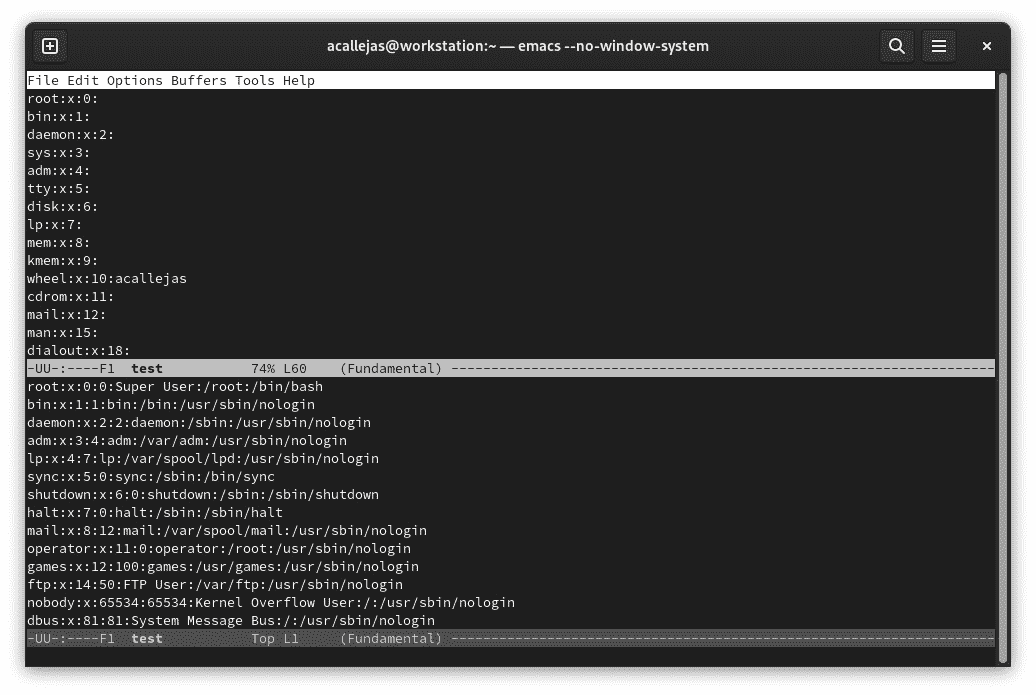 acallejas@workstation:~ — emacs --no-window-system
File Edit Options Buffers Tools Help
root:x:0:
bin:x:1:
daemon:x:2:
sys:x:3:
adm:x:4:
tty:x:5:
disk:x:6:
lp:x:7:
mem:x:8:
kmem:x:9:
wheel:x:10:acallejas
cdrom:x:11:
mail:x:12:
man:x:15:
dialout:x:18:
-UU-:----F1  test           74% L60    (Fundamental) --------------------------------------------------------------------
root:x:0:0:Super User:/root:/bin/bash
bin:x:1:1:bin:/bin:/usr/sbin/nologin
daemon:x:2:2:daemon:/sbin:/usr/sbin/nologin
adm:x:3:4:adm:/var/adm:/usr/sbin/nologin
lp:x:4:7:lp:/var/spool/lpd:/usr/sbin/nologin
sync:x:5:0:sync:/sbin:/bin/sync
shutdown:x:6:0:shutdown:/sbin:/sbin/shutdown
halt:x:7:0:halt:/sbin:/sbin/halt
mail:x:8:12:mail:/var/spool/mail:/usr/sbin/nologin
operator:x:11:0:operator:/root:/usr/sbin/nologin
games:x:12:100:games:/usr/games:/usr/sbin/nologin
ftp:x:14:50:FTP User:/var/ftp:/usr/sbin/nologin
nobody:x:65534:65534:Kernel Overflow User:/:/usr/sbin/nologin
dbus:x:81:81:System Message Bus:/:/usr/sbin/nologin
-UU-:----F1  test           Top L1     (Fundamental) --------------------------------------------------------------------